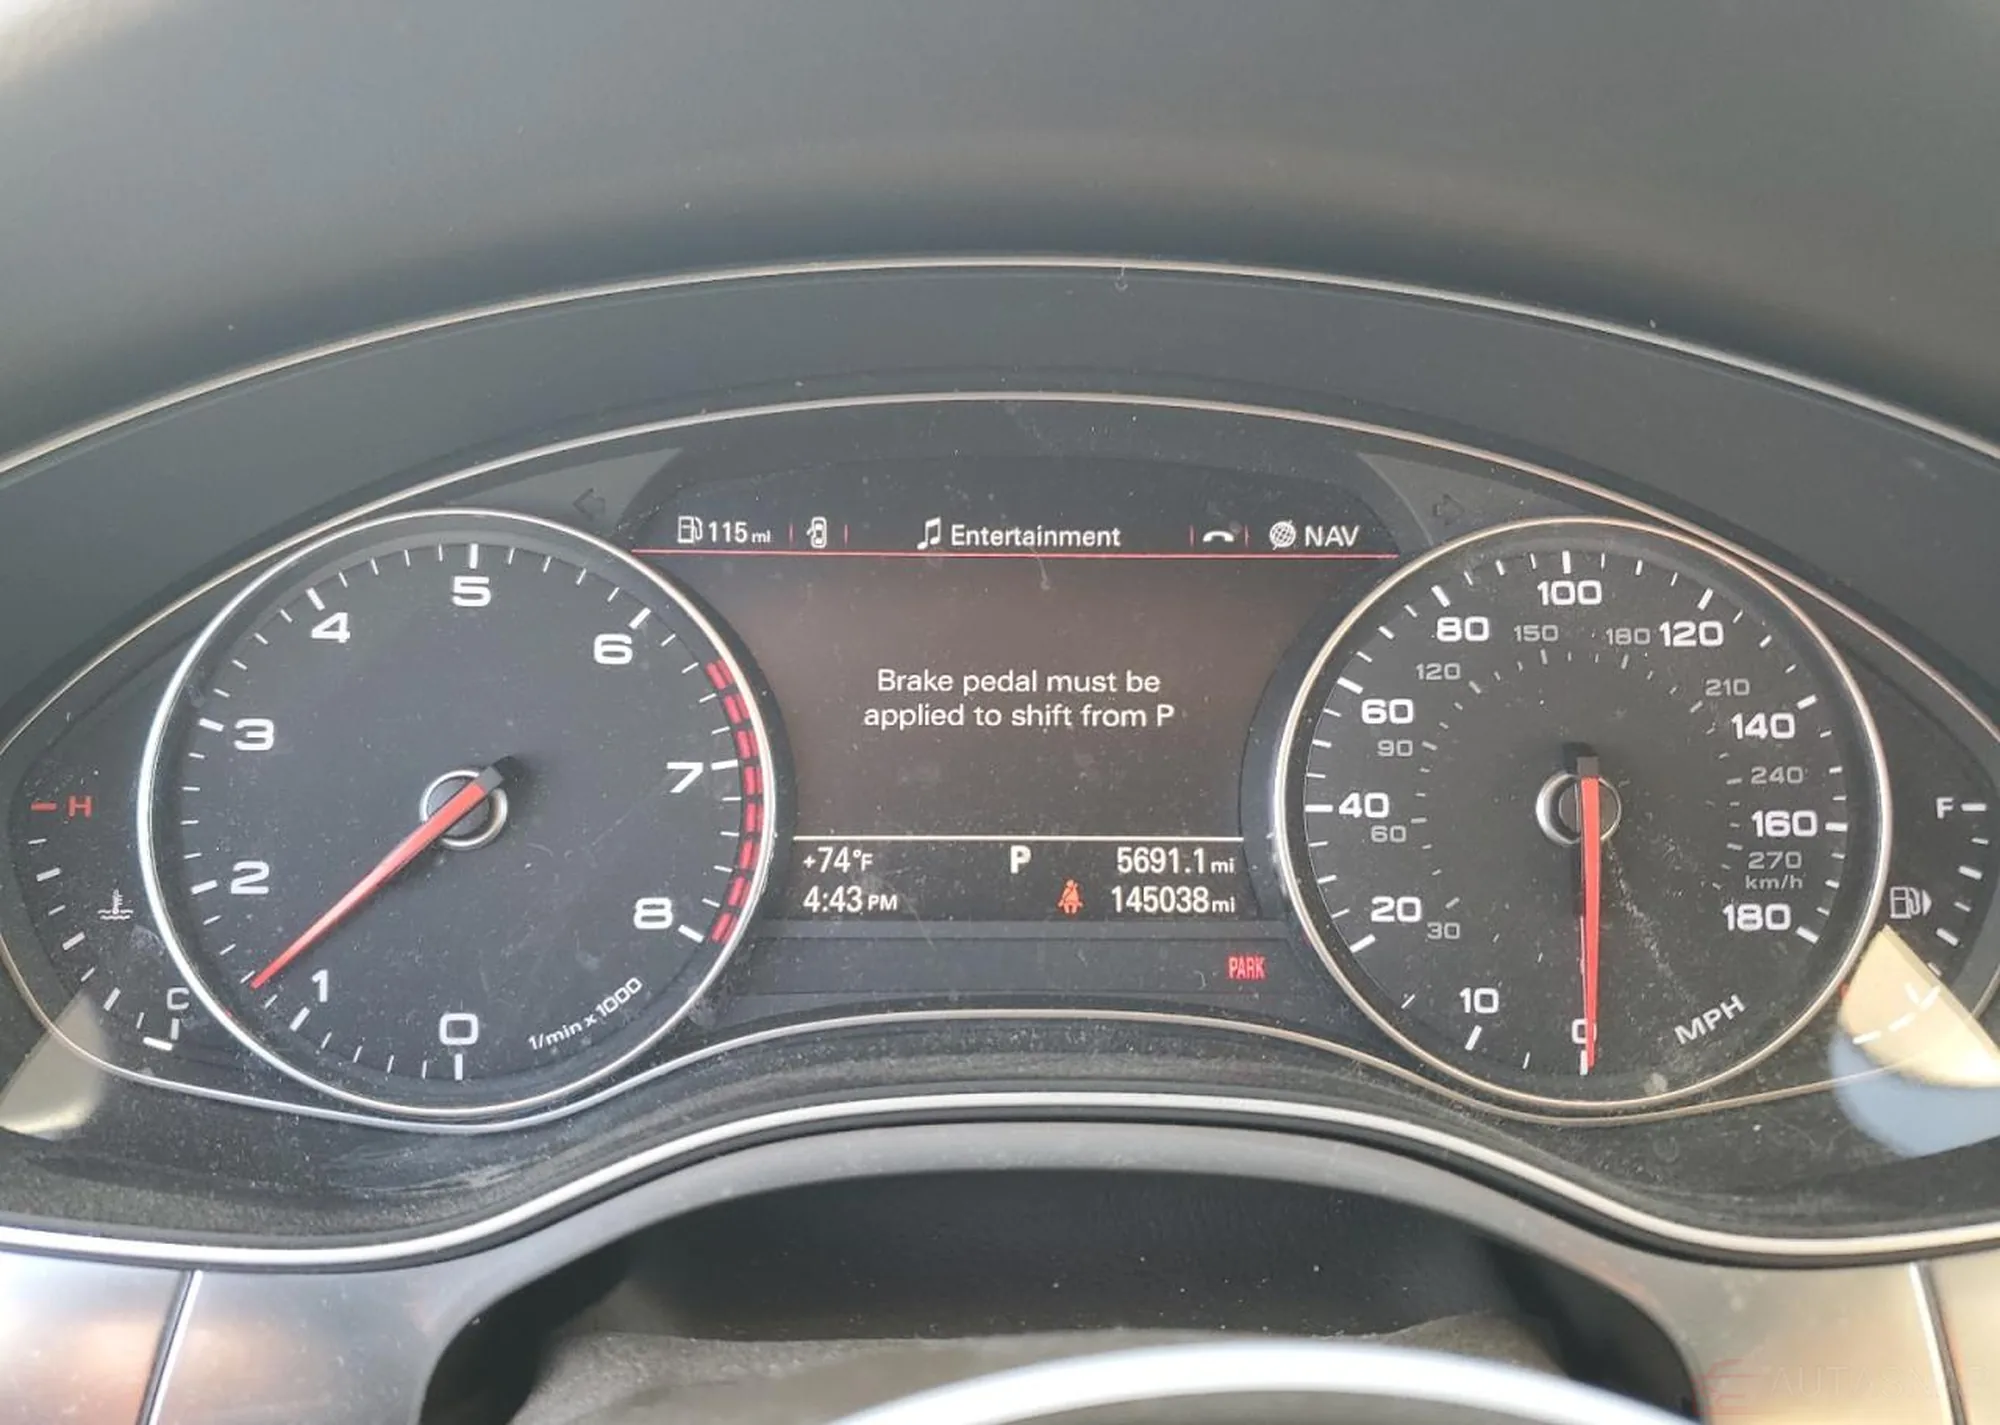 115 mi
Entertainment
NAV
Brake pedal must be
applied to shift from P
+74°F
P
5691.1 mi
4:43 PM
145038 mi
PARK
H
C
0
1
2
3
4
5
6
7
8
1/min x 1000
0
10
20
40
60
80
100
120
140
160
180
MPH
30
60
90
120
150
180
210
240
270
km/h
F